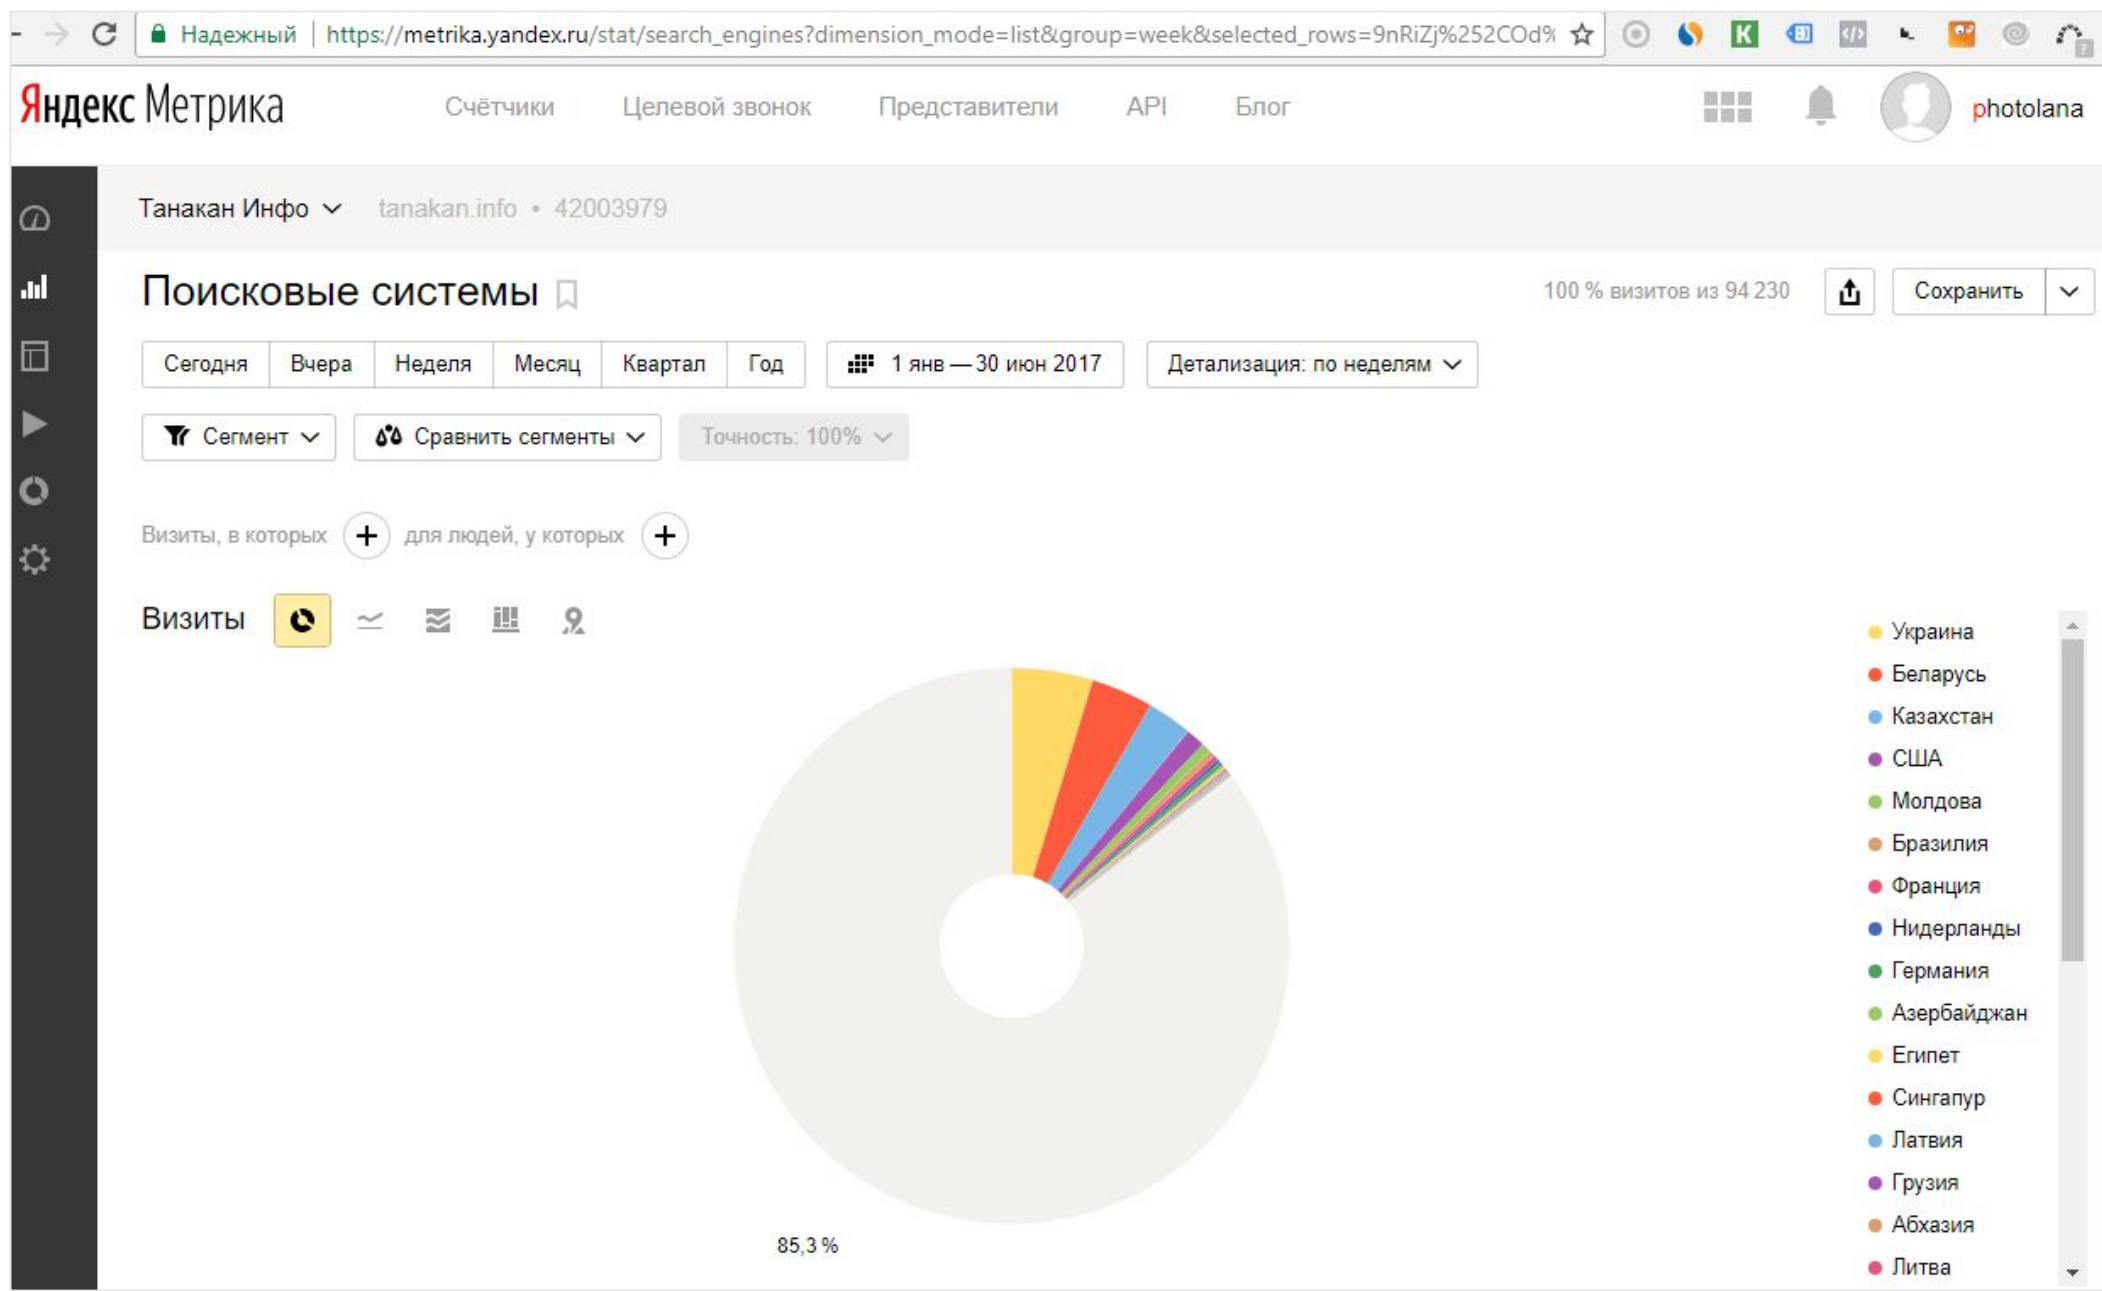 Надежный | https://metrika.yandex.ru/stat/search_engines?dimension_mode=list&group=week&selected_rows=9nRiZj%252COd%
Яндекс Метрика Счётчики Целевой звонок Представители API Блог photolana
Танакан Инфо tanakan.info • 42003979
Поисковые системы 100 % визитов из 94 230 Сохранить
Сегодня Вчера Неделя Месяц Квартал Год 1 янв — 30 июн 2017 Детализация: по неделям
Сегмент Сравнить сегменты Точность: 100%
Визиты, в которых + для людей, у которых +
Визиты
Украина
Беларусь
Казахстан
США
Молдова
Бразилия
Франция
Нидерланды
Германия
Азербайджан
Египет
Сингапур
Латвия
Грузия
Абхазия
Литва
85,3 %